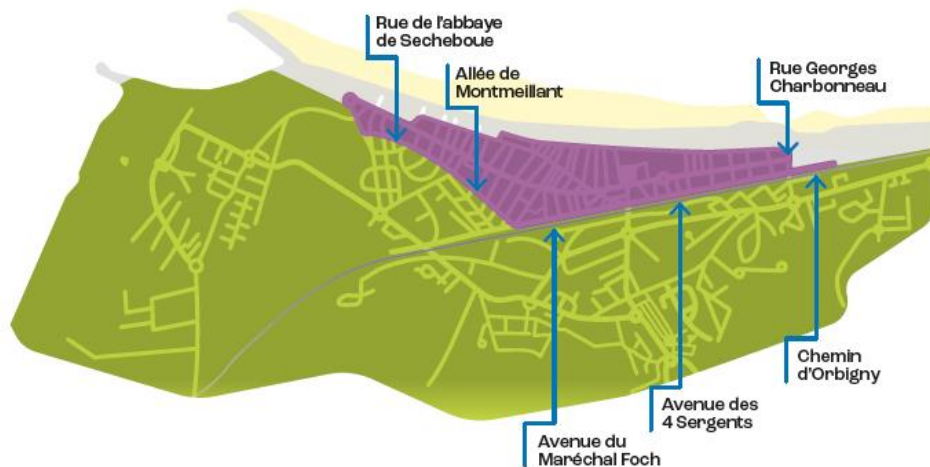 Rue de l'abbaye
de Secheboue
Allée de
Montmeillant
Rue Georges
Charbonneau
Chemin
d'Orbigny
Avenue des
4 Sergents
Avenue du
Maréchal Foch